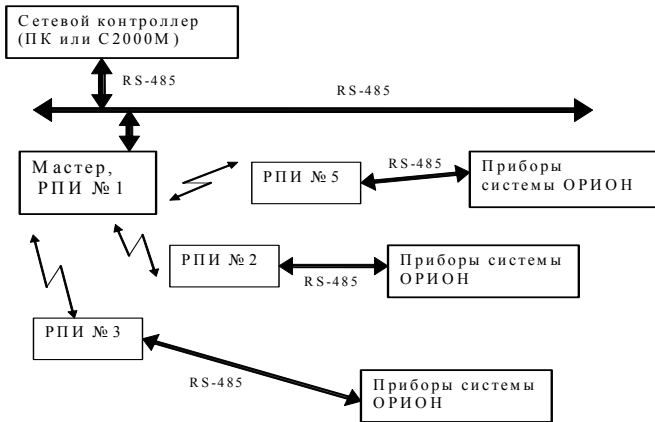 Сетевой контроллер
(ПК или С2000М)
RS-485
RS-485
Мастер,
РПИ №1
РПИ №5
RS-485
Приборы
системы ОРИОН
РПИ №2
RS-485
Приборы системы
ОРИОН
РПИ №3
RS-485
Приборы системы
ОРИОН